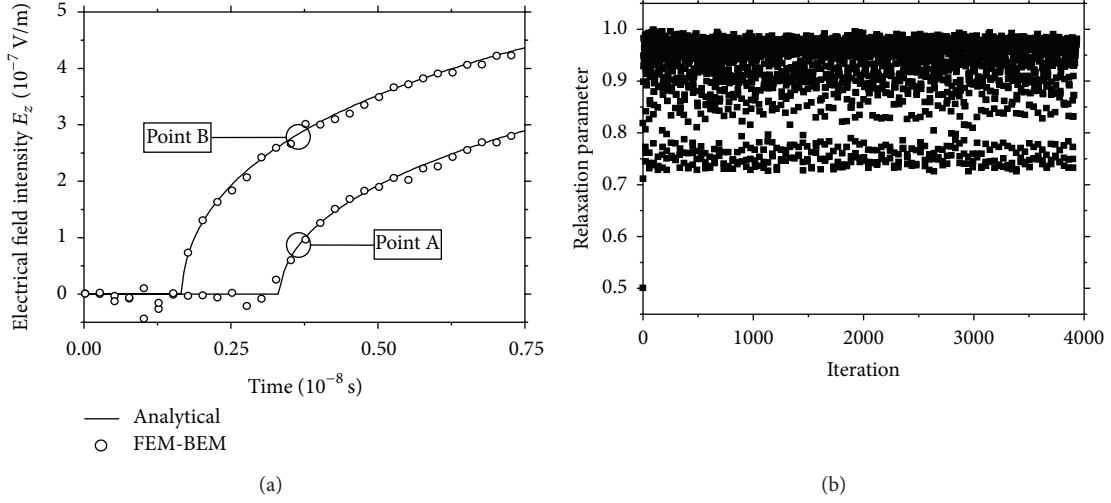 5
4
3
2
1
0
Electrical field intensity E_z (10⁻⁷ V/m)
Point B
Point A
0.00 0.25 0.50 0.75
Time (10⁻⁸ s)
Analytical
FEM-BEM
(a)
1.0
0.9
0.8
0.7
0.6
0.5
Relaxation parameter
0 1000 2000 3000 4000
Iteration
(b)